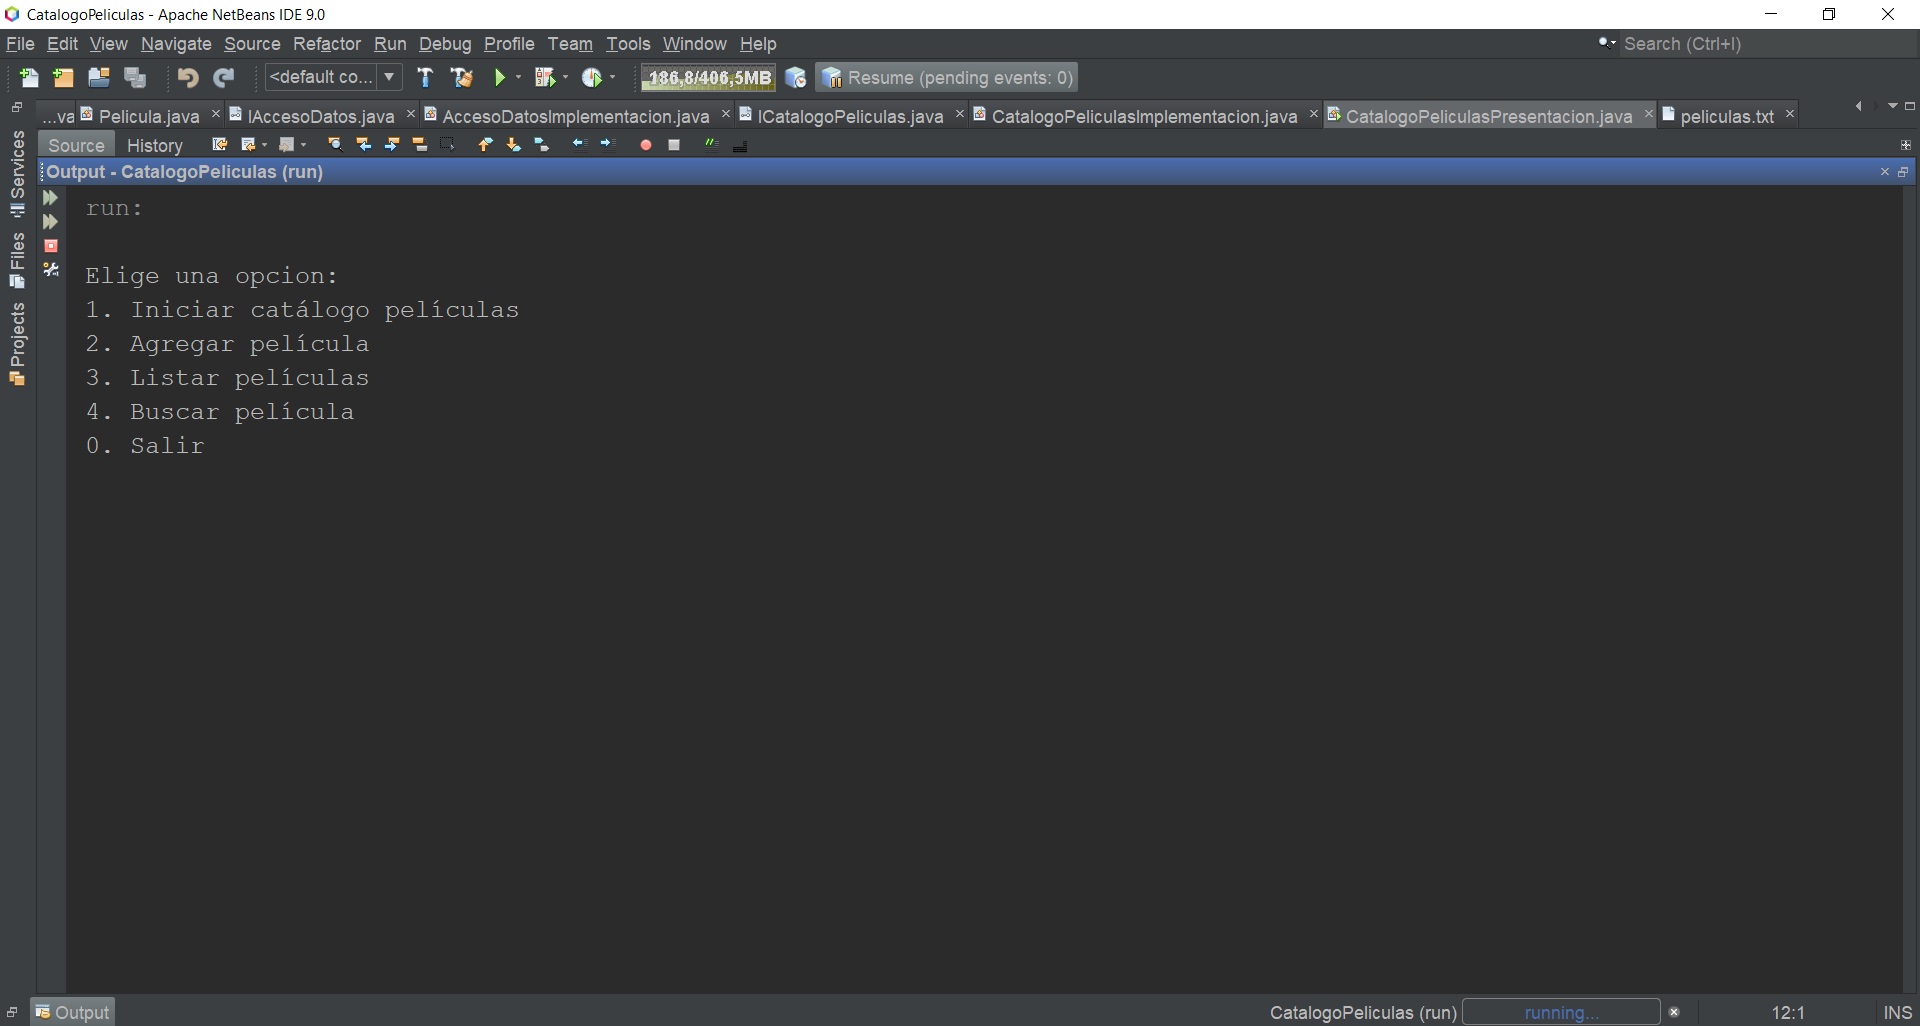 CatalogoPeliculas - Apache NetBeans IDE 9.0
File Edit View Navigate Source Refactor Run Debug Profile Team Tools Window Help
Search (Ctrl+I)
<default co...
186,8/406,5MB
Resume (pending events: 0)
...va Pelicula.java IAccesoDatos.java AccesoDatosImplementacion.java ICatalogoPeliculas.java CatalogoPeliculasImplementacion.java CatalogoPeliculasPresentacion.java peliculas.txt
Source History
Services
Files
Projects
Output - CatalogoPeliculas (run)
run:
Elige una opcion:
1. Iniciar catálogo películas
2. Agregar película
3. Listar películas
4. Buscar película
0. Salir
Output
CatalogoPeliculas (run) running... 12:1 INS